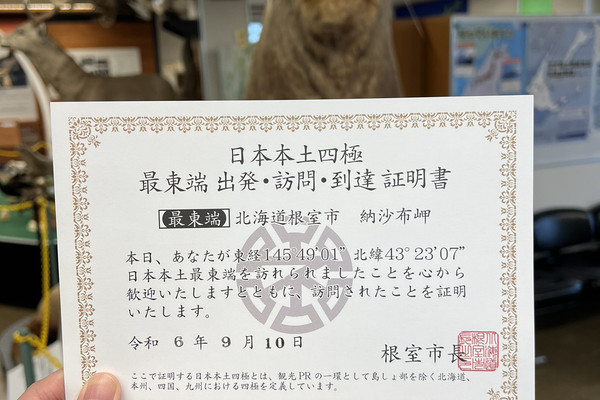 日本本土四極
最東端 出発・訪問・到達 証明書
【最東端】北海道根室市 納沙布岬
本日、あなたが東経145°49'01" 北緯43°23'07"
日本本土最東端を訪れられましたことを心から
歓迎いたしますとともに、訪問されたことを証明
いたします。
令和 6年 9月 10日
根室市長
ここで証明する日本本土四極とは、観光PRの一環として島しょ部を除く北海道、
本州、四国、九州における四極を定義しています。